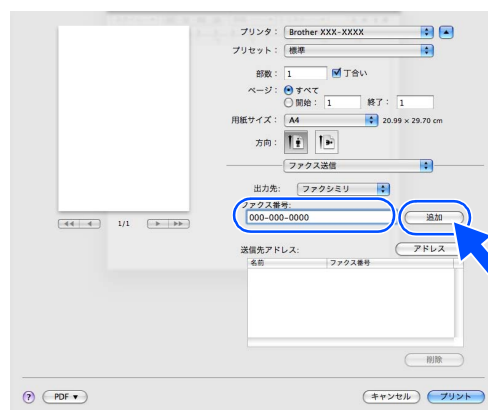 プリンタ： Brother XXX-XXXX
プリセット： 標準
部数： 1 丁合い
ページ： すべて
開始： 1 終了： 1
用紙サイズ： A4 20.99 x 29.70 cm
方向：
ファクス送信
出力先: ファクシミリ
ファクス番号:
000-000-0000 追加
1/1
送信先アドレス: アドレス
名前 ファクス番号
削除
? PDF キャンセル プリント